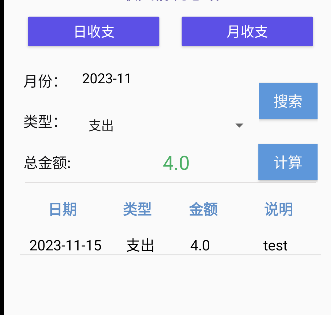 日收支 月收支
月份: 2023-11
搜索
类型: 支出
总金额: 4.0 计算
日期 类型 金额 说明
2023-11-15 支出 4.0 test